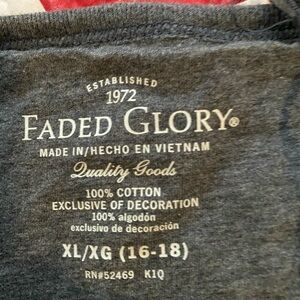 ESTABLISHED
1972
FADED GLORY®
MADE IN/HECHO EN VIETNAM
Quality Goods
100% COTTON
EXCLUSIVE OF DECORATION
100% algodón
exclusivo de decoración
XL/XG (16-18)
RN#52469 K1Q